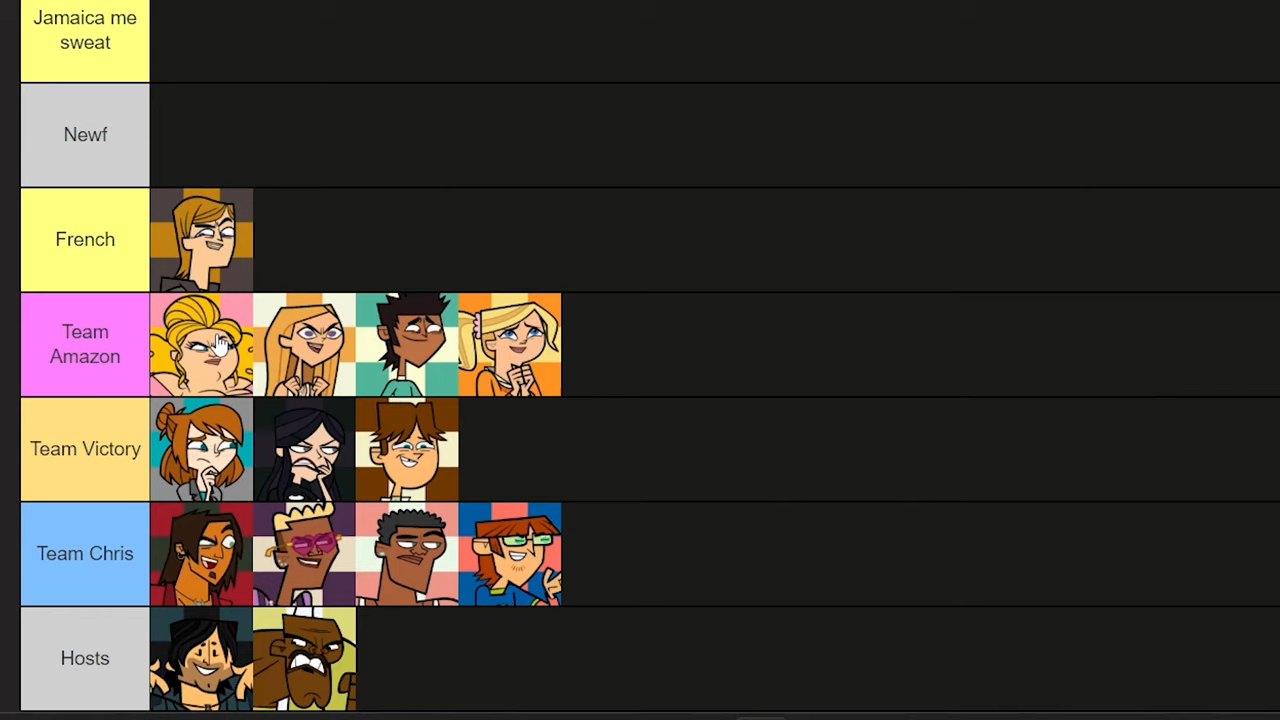 Jamaica me
sweat
Newf
French
Team
Amazon
Team Victory
Team Chris
Hosts